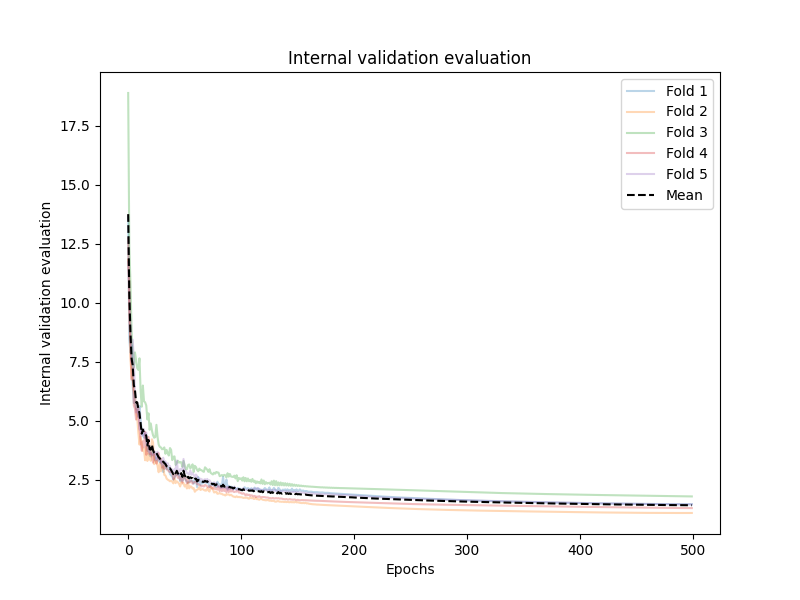 Internal validation evaluation
Fold 1
Fold 2
Fold 3
Fold 4
Fold 5
Mean
Internal validation evaluation
17.5
15.0
12.5
10.0
7.5
5.0
2.5
0
100
200
300
400
500
Epochs